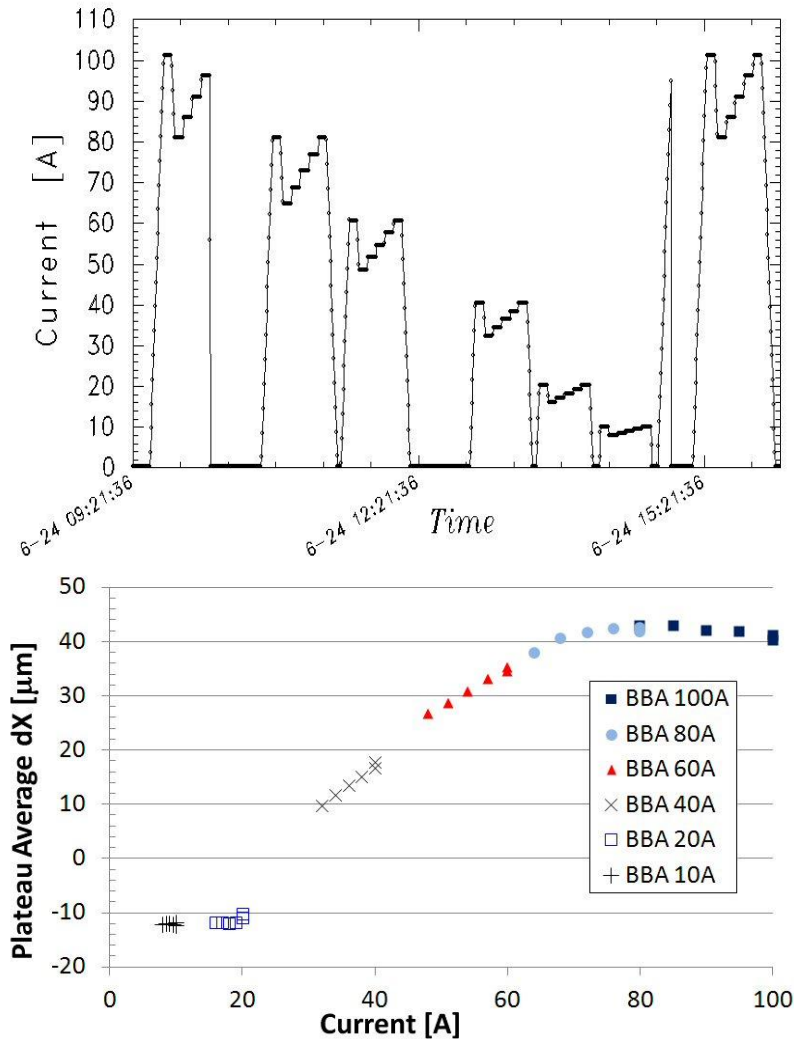 110
100
90
80
70
60
50
40
30
20
10
0
Current [A]
6-24 09:21:36
6-24 12:21:36
6-24 15:21:36
Time
50
40
30
20
10
0
-10
-20
Plateau Average dX [μm]
BBA 100A
BBA 80A
BBA 60A
BBA 40A
BBA 20A
BBA 10A
0 20 40 60 80 100
Current [A]